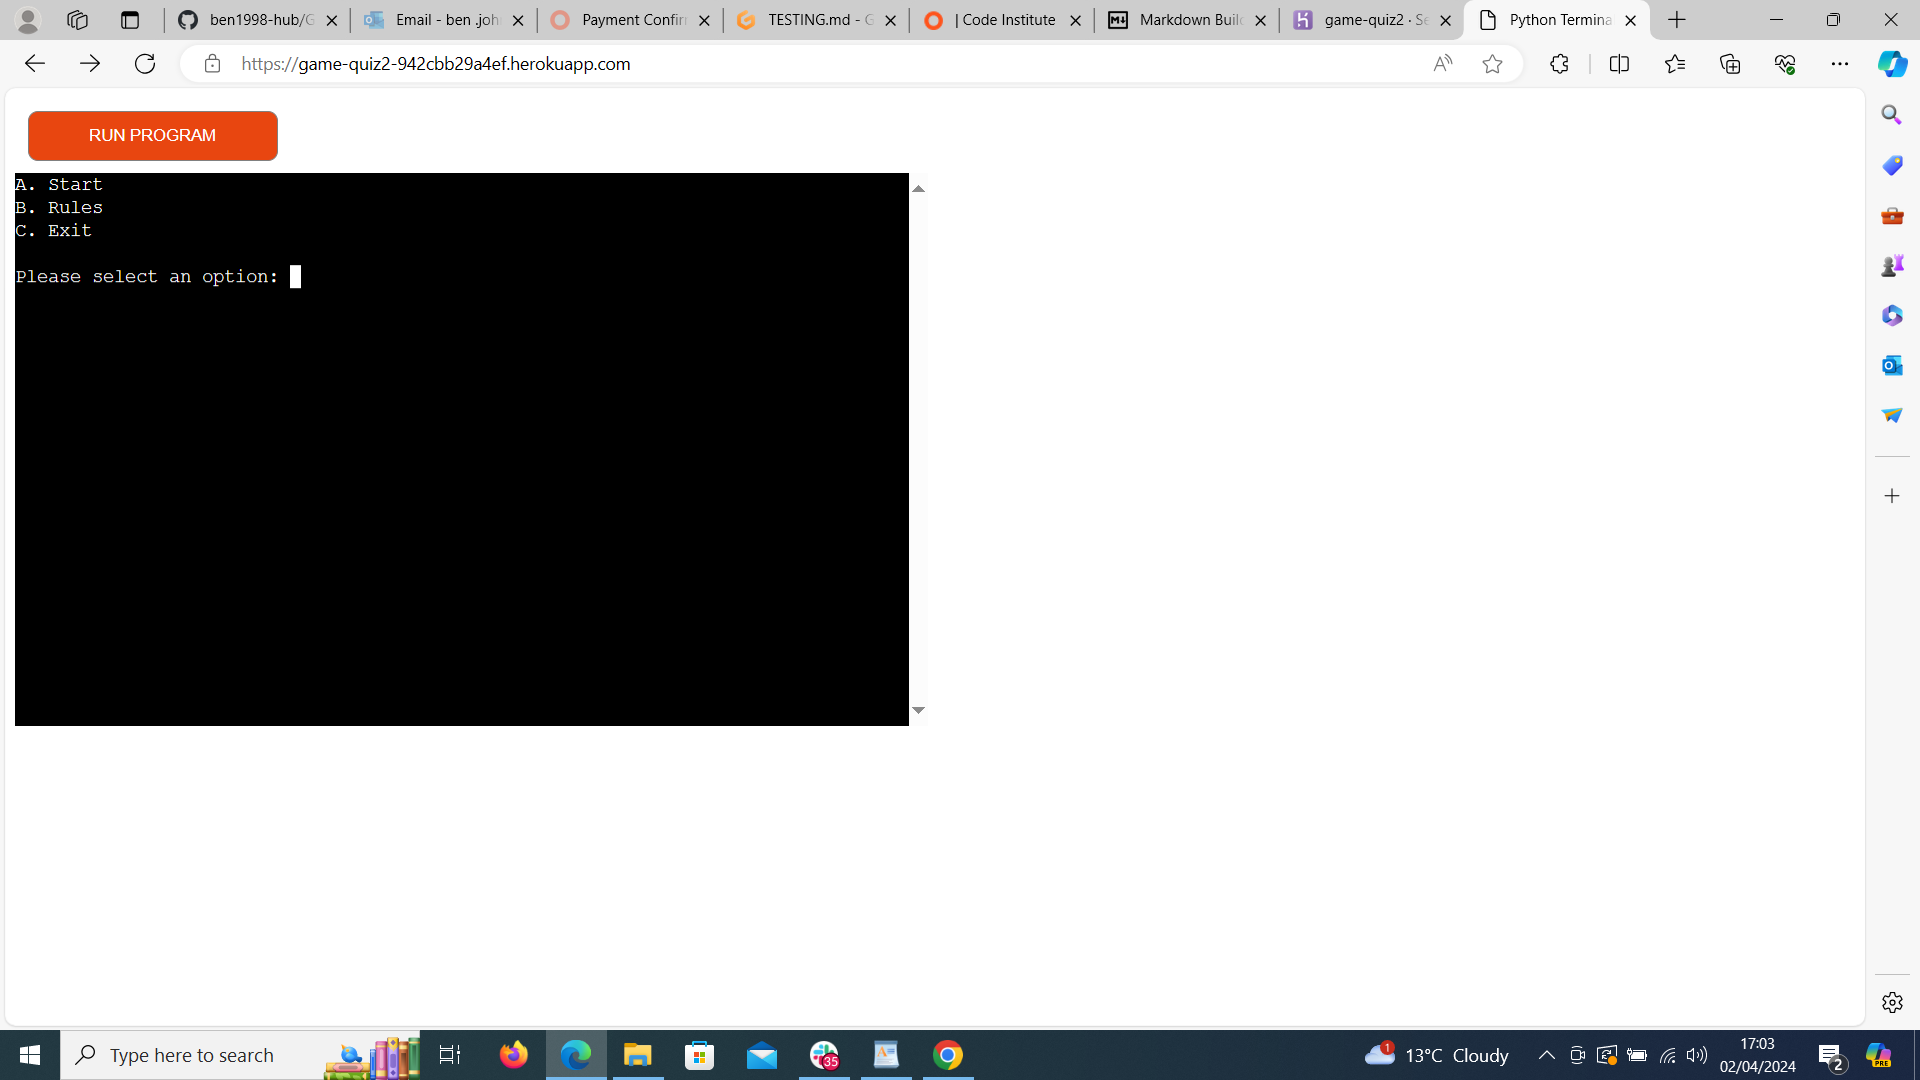 ben1998-hub/G
Email - ben joh
Payment Confir
TESTING.md - G
| Code Institute
Markdown Buil
game-quiz2 · Se
Python Termina
https://game-quiz2-942cbb29a4ef.herokuapp.com
RUN PROGRAM
A. Start
B. Rules
C. Exit
Please select an option:
Type here to search
35
1
13°C Cloudy
17:03
02/04/2024
2
PRE